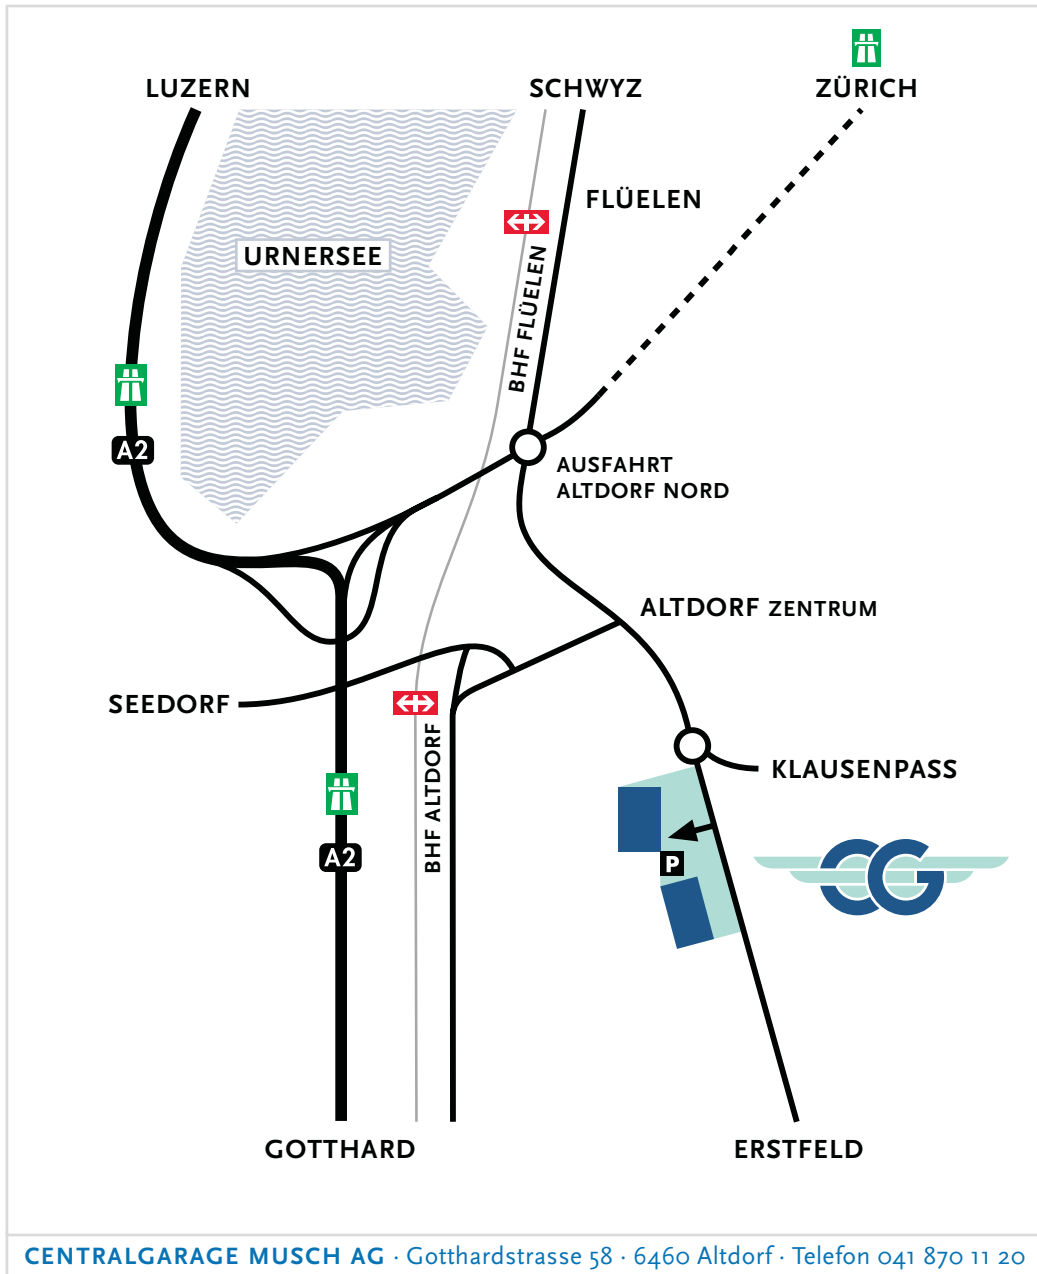 LUZERN
SCHWYZ
ZÜRICH
FLÜELEN
URNERSEE
BHF FLÜELEN
A2
AUSFAHRT
ALTDORF NORD
ALTDORF ZENTRUM
SEEDORF
BHF ALTDORF
KLAUSENPASS
A2
P
CG
GOTTHARD
ERSTFELD
CENTRALGARAGE MUSCH AG · Gotthardstrasse 58 · 6460 Altdorf · Telefon 041 870 11 20